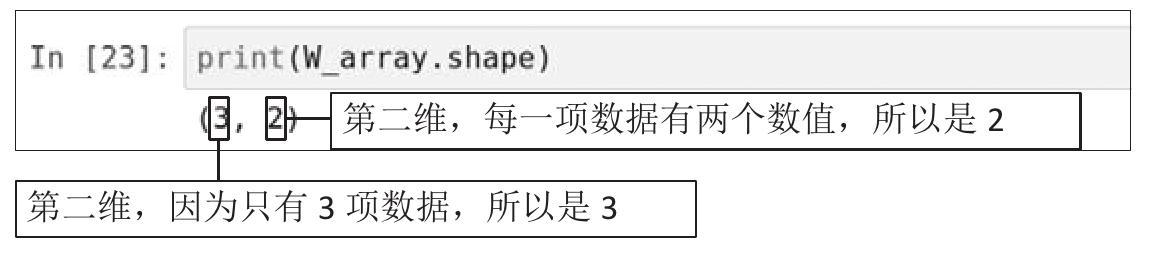 In [23]: print(W_array.shape)
(3, 2) 第二维，每一项数据有两个数值，所以是 2
第二维，因为只有 3 项数据，所以是 3